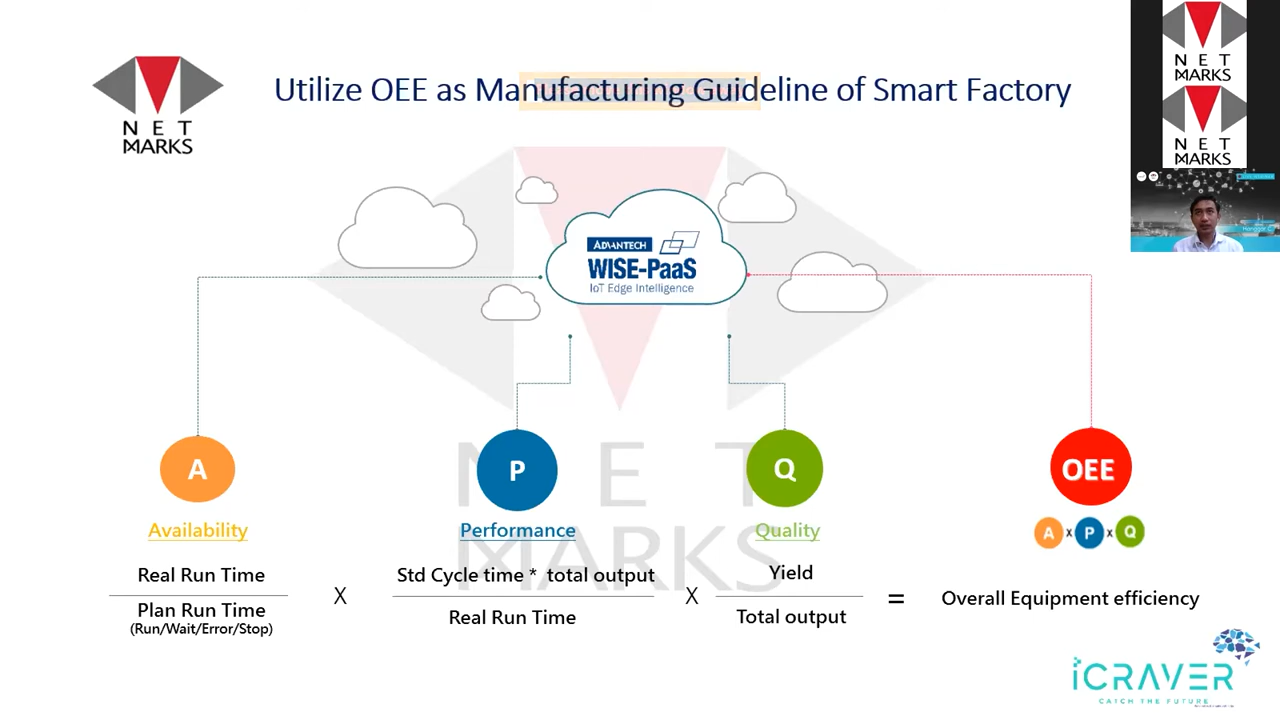 NET
MARKS
Utilize OEE as Manufacturing Guideline of Smart Factory
NET
MARKS
NET
MARKS
ADVANTECH
WISE-PaaS
IoT Edge Intelligence
NET
MARKS
A
P
Q
OEE
Availability
Performance
Quality
A x P x Q
Real Run Time
Plan Run Time
(Run/Wait/Error/Stop)
X
Std Cycle time * total output
Real Run Time
X
Yield
Total output
=
Overall Equipment efficiency
iCRAVER
CATCH THE FUTURE